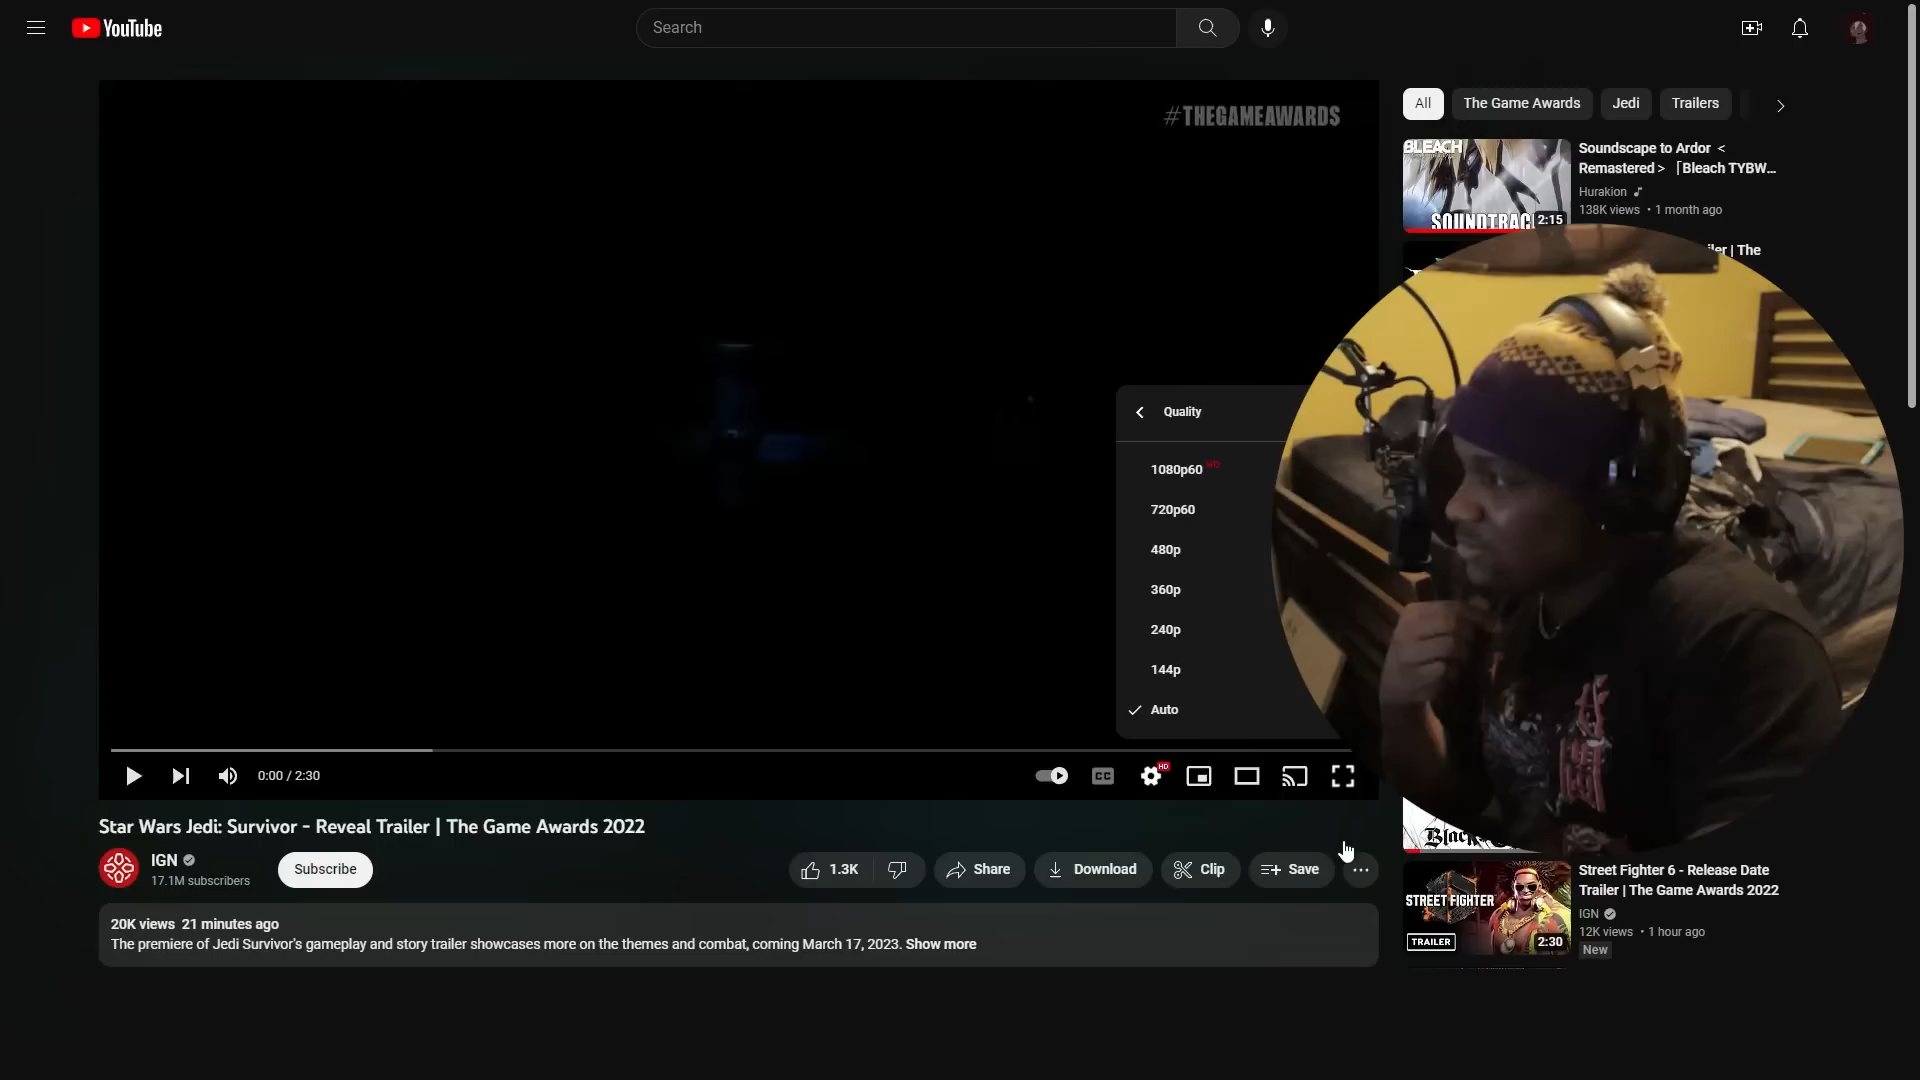 YouTube
Search
#THEGAMEAWARDS
All
The Game Awards
Jedi
Trailers
BLEACH
SOUNDTRAC
2:15
Soundscape to Ardor <
Remastered> 「Bleach TYBW...
Hurakion
138K views • 1 month ago
| The
Quality
1080p60 HD
720p60
480p
360p
240p
144p
Auto
0:00 / 2:30
CC
HD
Star Wars Jedi: Survivor - Reveal Trailer | The Game Awards 2022
IGN
17.1M subscribers
Subscribe
1.3K
Share
Download
Clip
Save
20K views 21 minutes ago
The premiere of Jedi Survivor's gameplay and story trailer showcases more on the themes and combat, coming March 17, 2023. Show more
STREET FIGHTER
TRAILER
2:30
Street Fighter 6 - Release Date
Trailer | The Game Awards 2022
IGN
12K views • 1 hour ago
New